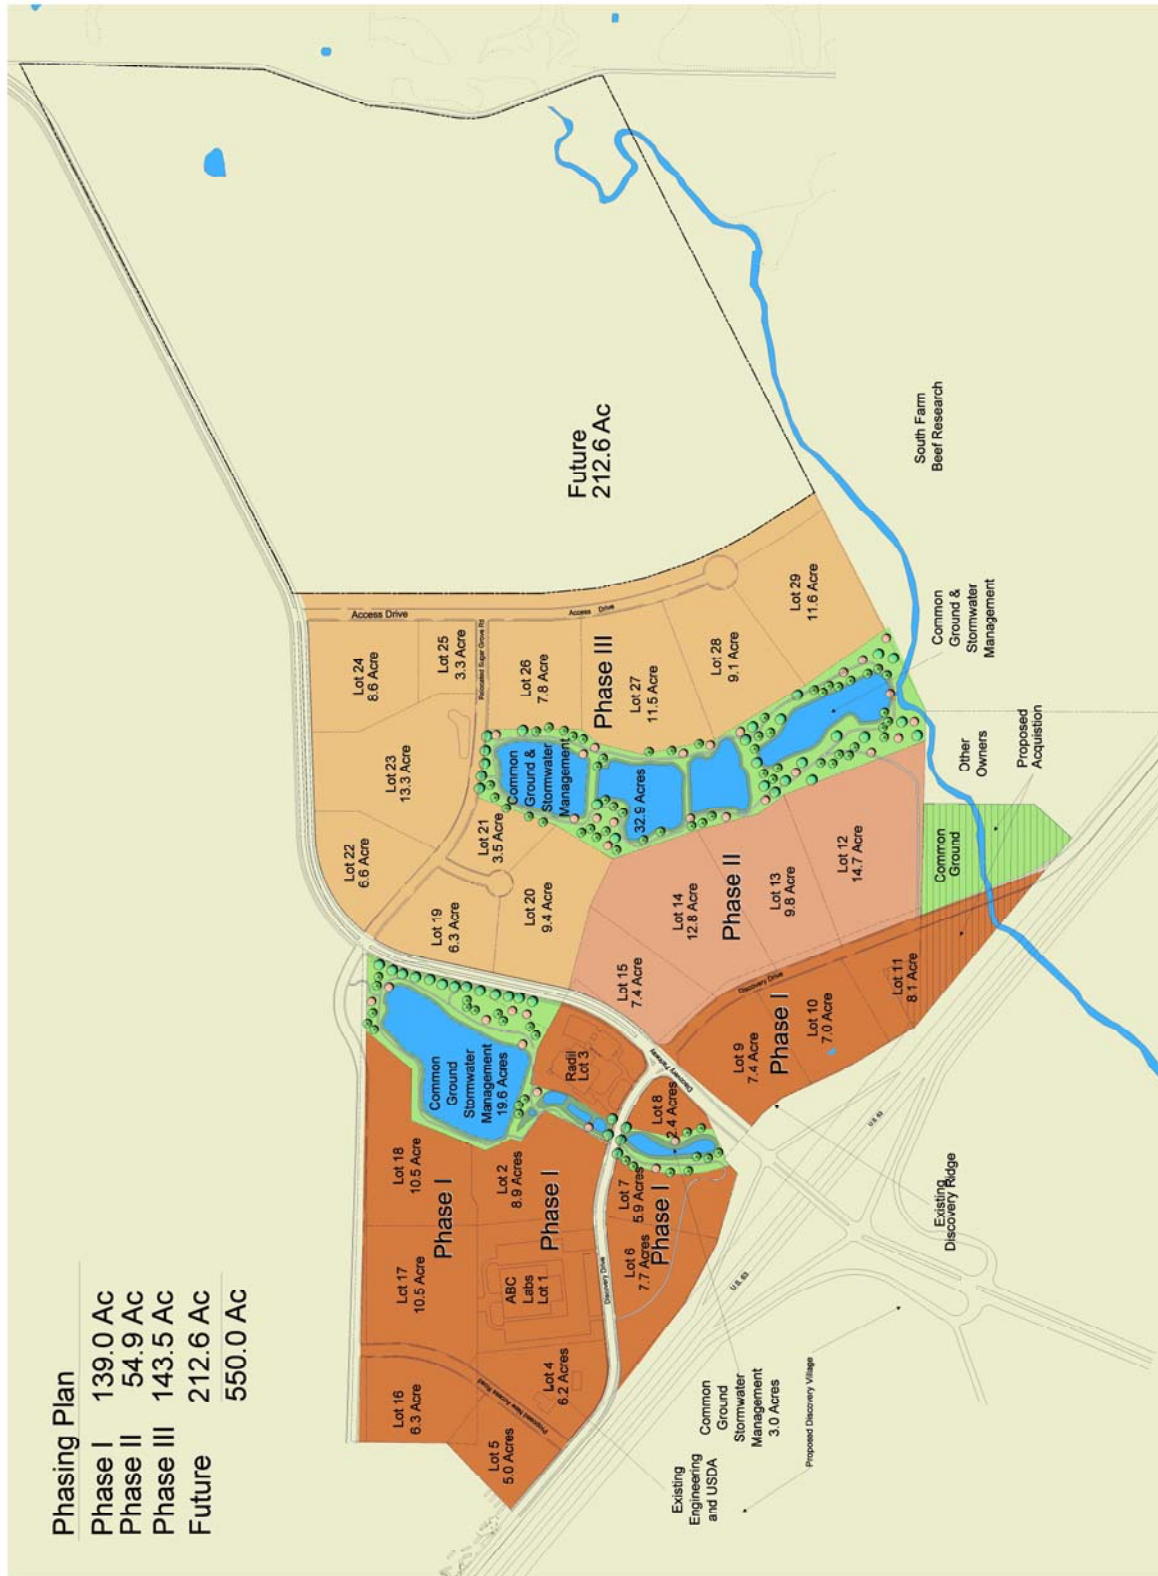 Phasing Plan
Phase I 139.0 Ac
Phase II 54.9 Ac
Phase III 143.5 Ac
Future 212.6 Ac
550.0 Ac
Future
212.6 Ac
South Farm
Beef Research
Lot 24
8.6 Acre
Access Drive
Lot 25
3.3 Acre
Relocated Sugar Grove Rd
Lot 26
7.8 Acre
Access Drive
Phase III
Lot 27
11.5 Acre
Lot 28
9.1 Acre
Lot 29
11.6 Acre
Common
Ground &
Stormwater
Management
Lot 23
13.3 Acre
Lot 22
6.6 Acre
Lot 21
3.5 Acre
Common
Ground &
Stormwater
Management
32.9 Acres
Lot 19
6.3 Acre
Lot 20
9.4 Acre
Lot 15
7.4 Acre
Lot 14
12.8 Acre
Phase II
Lot 13
9.8 Acre
Lot 12
14.7 Acre
Other
Owners
Proposed
Acquistion
Common
Ground
Discovery Drive
Lot 11
8.1 Acre
Lot 10
7.0 Acre
Phase I
Lot 9
7.4 Acre
Discovery Parkway
Common
Ground
Stormwater
Management
19.6 Acres
Radil
Lot 3
Lot 8
2.4 Acres
Lot 18
10.5 Acre
Phase I
Lot 2
8.9 Acres
Phase I
Lot 7
5.9 Acres
Phase I
Lot 6
7.7 Acres
Lot 17
10.5 Acre
ABC
Labs
Lot 1
Discovery Drive
Lot 16
6.3 Acre
Proposed New Access Road
Lot 4
6.2 Acres
Lot 5
5.0 Acres
U.S. 63
U.S. 63
Existing
Discovery Ridge
Common
Ground
Stormwater
Management
3.0 Acres
Existing
Engineering
and USDA
Proposed Discovery Village